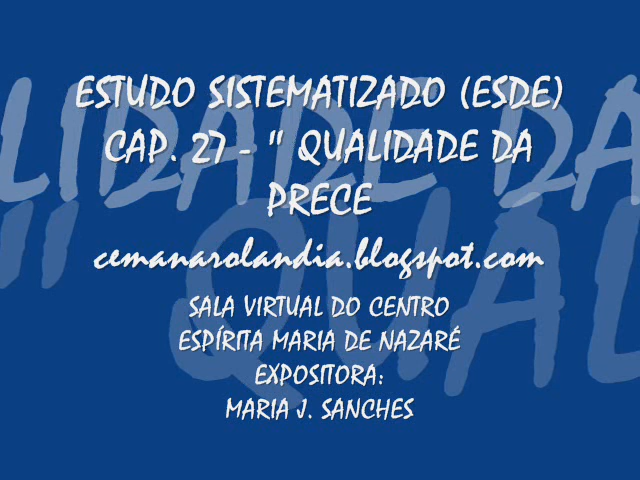 ESTUDO SISTEMATIZADO (ESDE)
CAP. 27 - " QUALIDADE DA
PRECE
cemanarolandia.blogspot.com
SALA VIRTUAL DO CENTRO
ESPÍRITA MARIA DE NAZARÉ
EXPOSITORA:
MARIA J. SANCHES